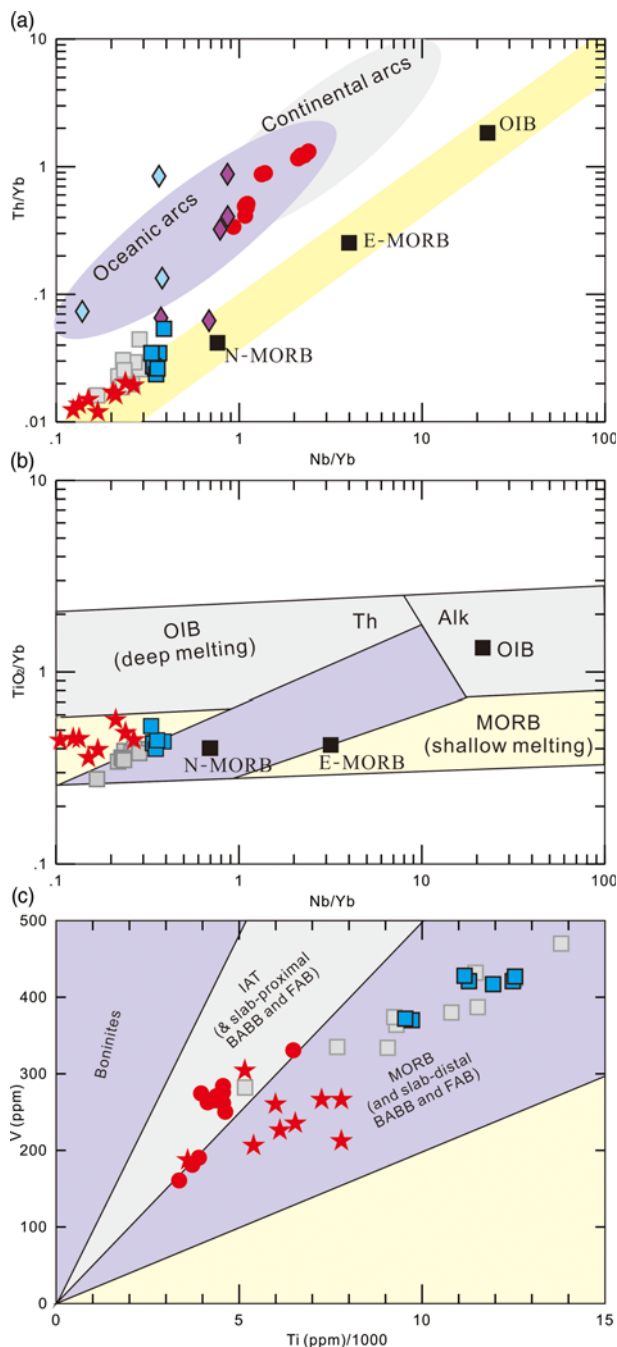 (a)
10
Continental arcs
OIB
1
Th/Yb
Oceanic arcs
E-MORB
.1
N-MORB
.01
.1
1
10
100
Nb/Yb
(b)
10
OIB
(deep melting)
Th
Alk
OIB
1
TiO₂/Yb
MORB
(shallow melting)
N-MORB
E-MORB
.1
0.1
1
10
100
Nb/Yb
(c)
500
IAT
(& slab-proximal
BABB and FAB)
400
Boninites
MORB
(and slab-distal
BABB and FAB)
300
V (ppm)
200
100
0
0
5
10
15
Ti (ppm)/1000